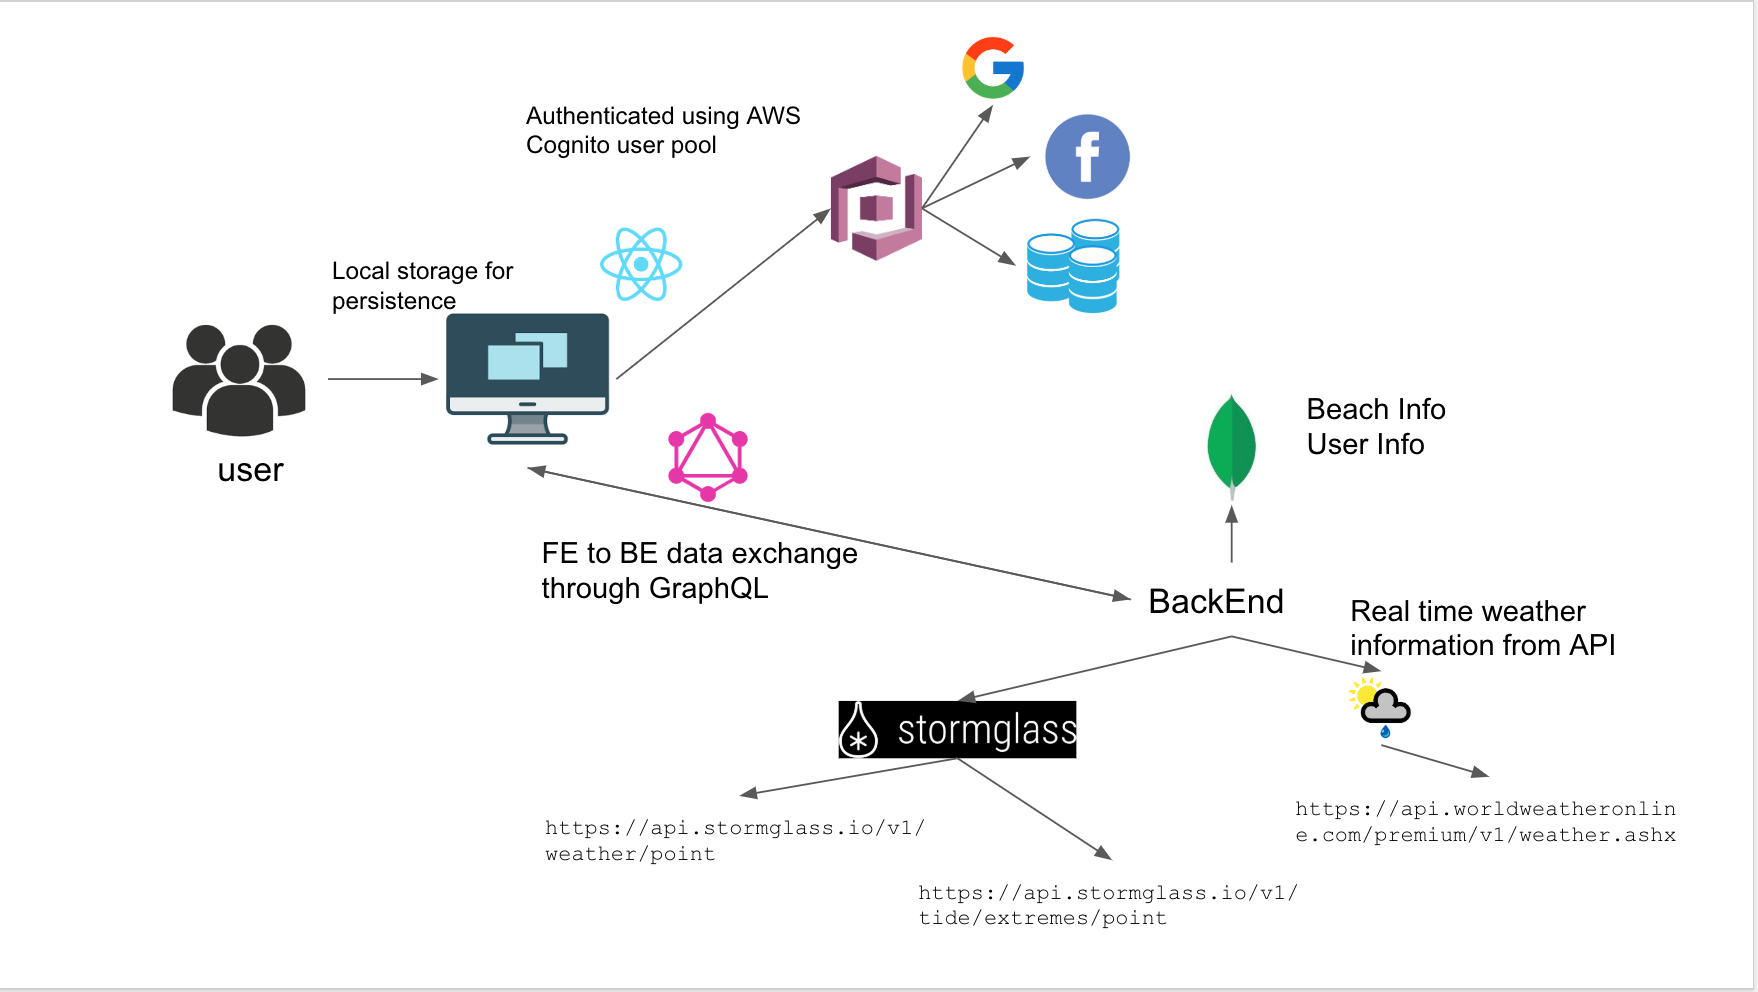 Authenticated using AWS
Cognito user pool
Local storage for
persistence
user
Beach Info
User Info
FE to BE data exchange
through GraphQL
BackEnd
Real time weather
information from API
stormglass
https://api.stormglass.io/v1/
weather/point
https://api.worldweatheronlin
e.com/premium/v1/weather.ashx
https://api.stormglass.io/v1/
tide/extremes/point